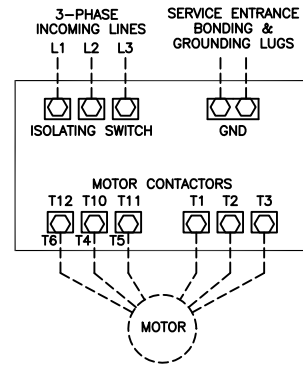 3-PHASE
INCOMING LINES
L1 L2 L3
SERVICE ENTRANCE
BONDING &
GROUNDING LUGS
ISOLATING SWITCH
GND
MOTOR CONTACTORS
T12 T10 T11 T1 T2 T3
T6 T4 T5
MOTOR